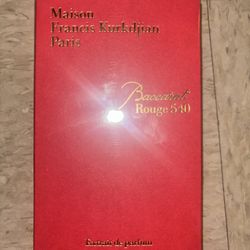 Maison
Francis Kurkdjian
Paris
Baccarat
Rouge 540
Extrait de parfum